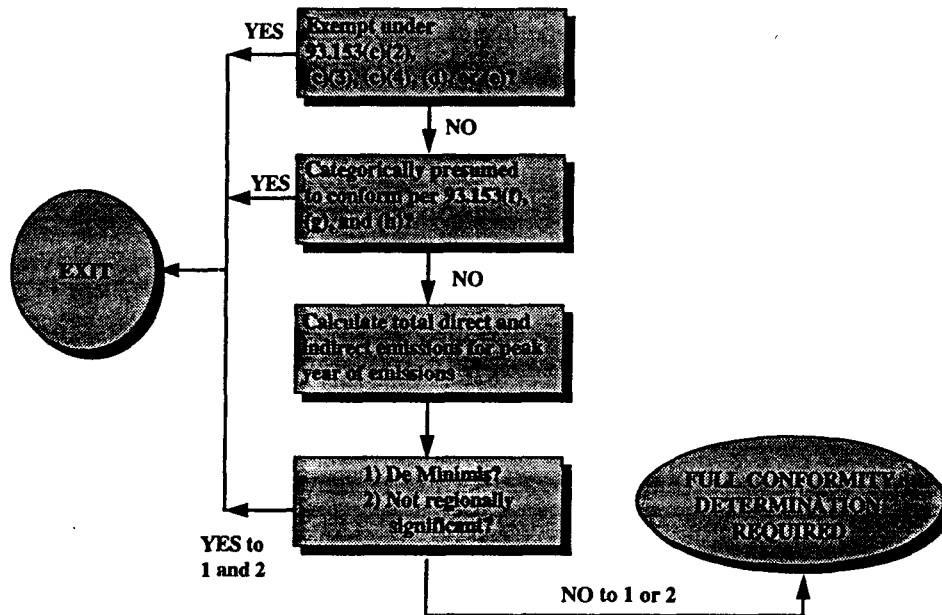 YES
Exempt under
93.153(c)(2),
(c)(3), (c)(4), (d), or (e)?
NO
YES
Categorically presumed
to conform per 93.153(f),
(g), and (h)?
EXIT
NO
Calculate total direct and
indirect emissions for peak
year of emissions
1) De Minimis?
2) Not regionally
significant?
YES to
1 and 2
FULL CONFORMITY
DETERMINATION
REQUIRED
NO to 1 or 2